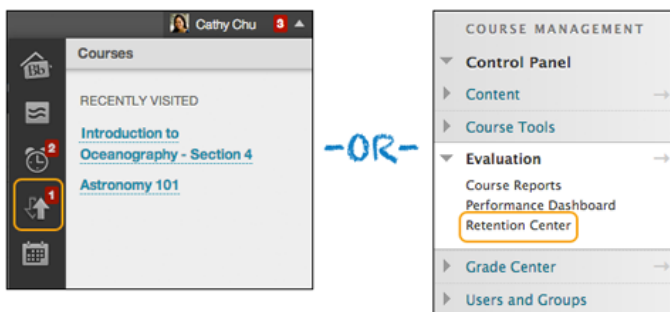 Cathy Chu 3
Courses
Bb
RECENTLY VISITED
Introduction to
Oceanography - Section 4
Astronomy 101
2
1
-OR-
COURSE MANAGEMENT
Control Panel
Content
Course Tools
Evaluation
Course Reports
Performance Dashboard
Retention Center
Grade Center
Users and Groups